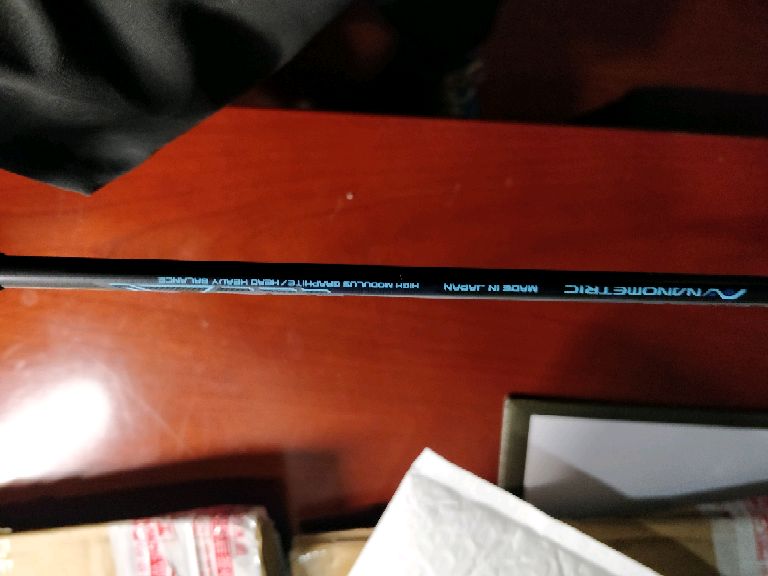 NANOMETRIC
MADE IN JAPAN
HIGH MODULUS GRAPHITE/HEAD HEAVY BALANCE